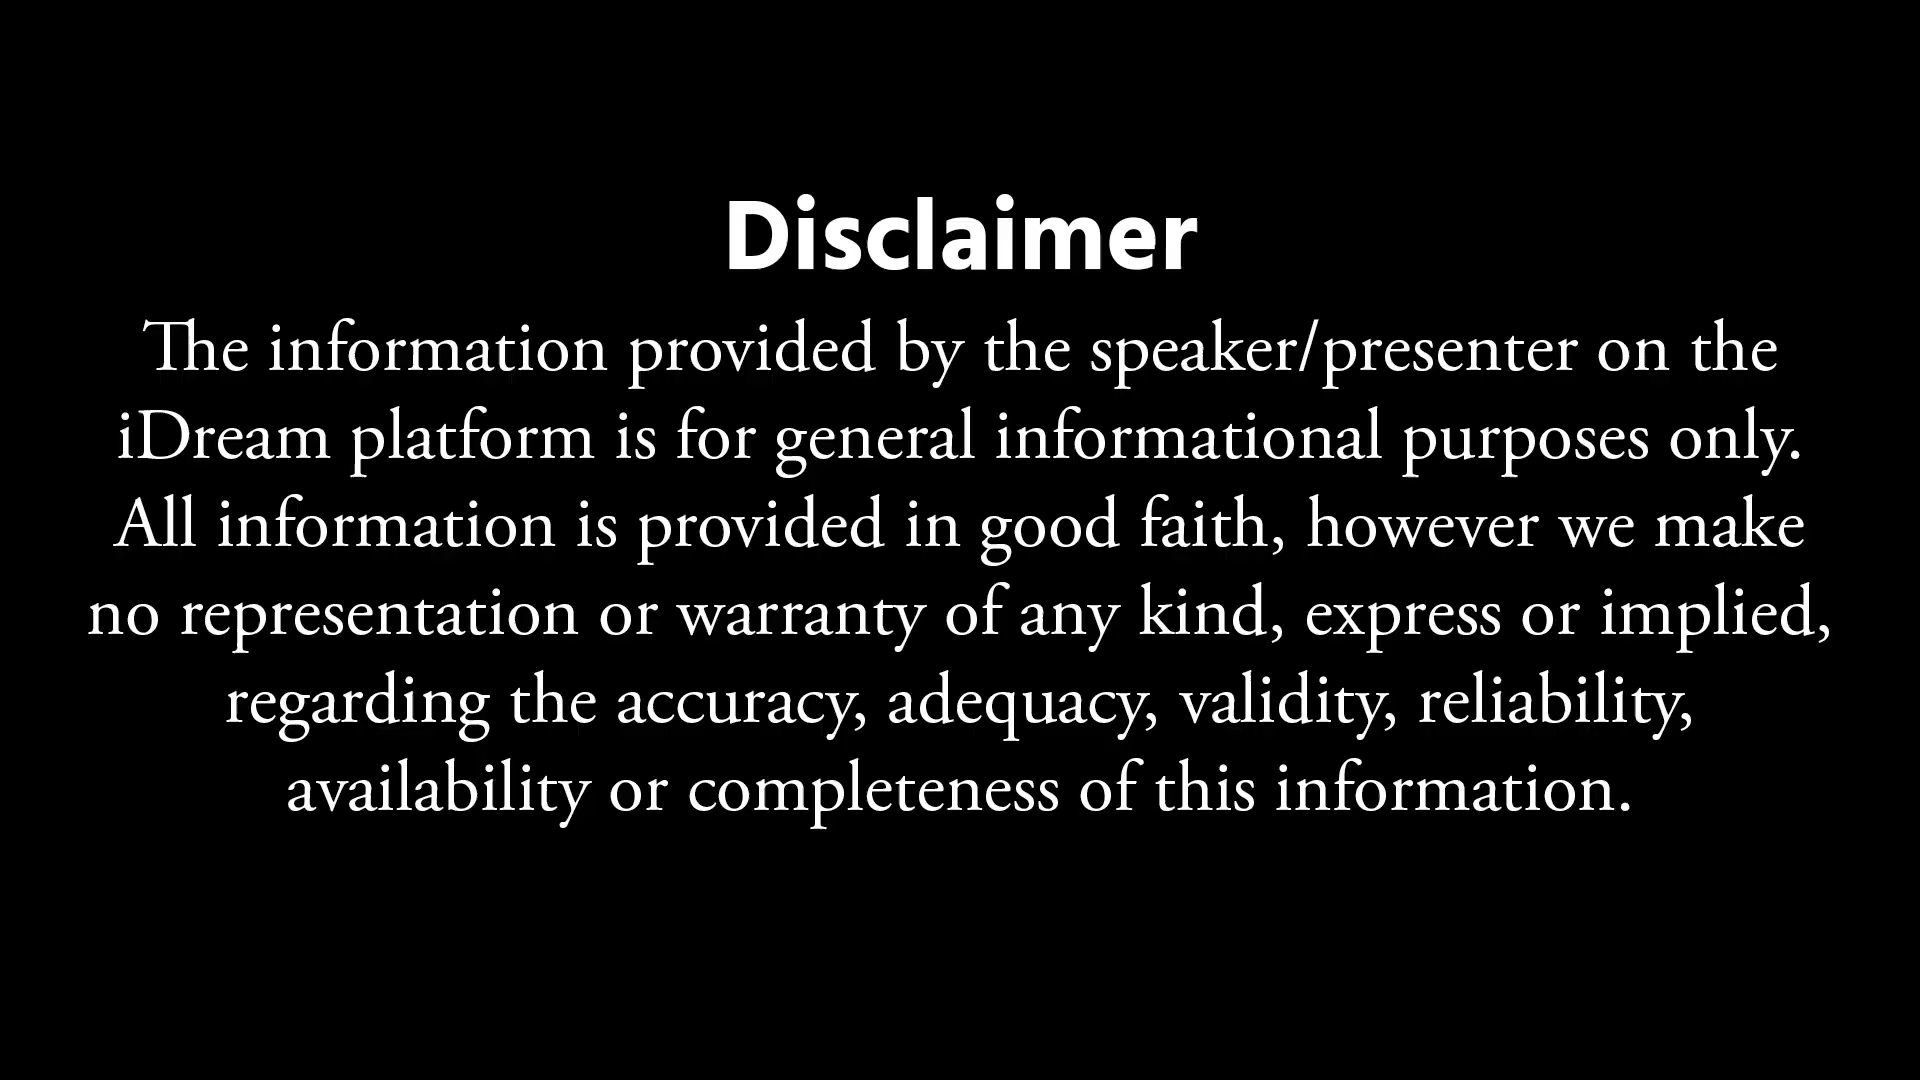 Disclaimer
The information provided by the speaker/presenter on the
iDream platform is for general informational purposes only.
All information is provided in good faith, however we make
no representation or warranty of any kind, express or implied,
regarding the accuracy, adequacy, validity, reliability,
availability or completeness of this information.